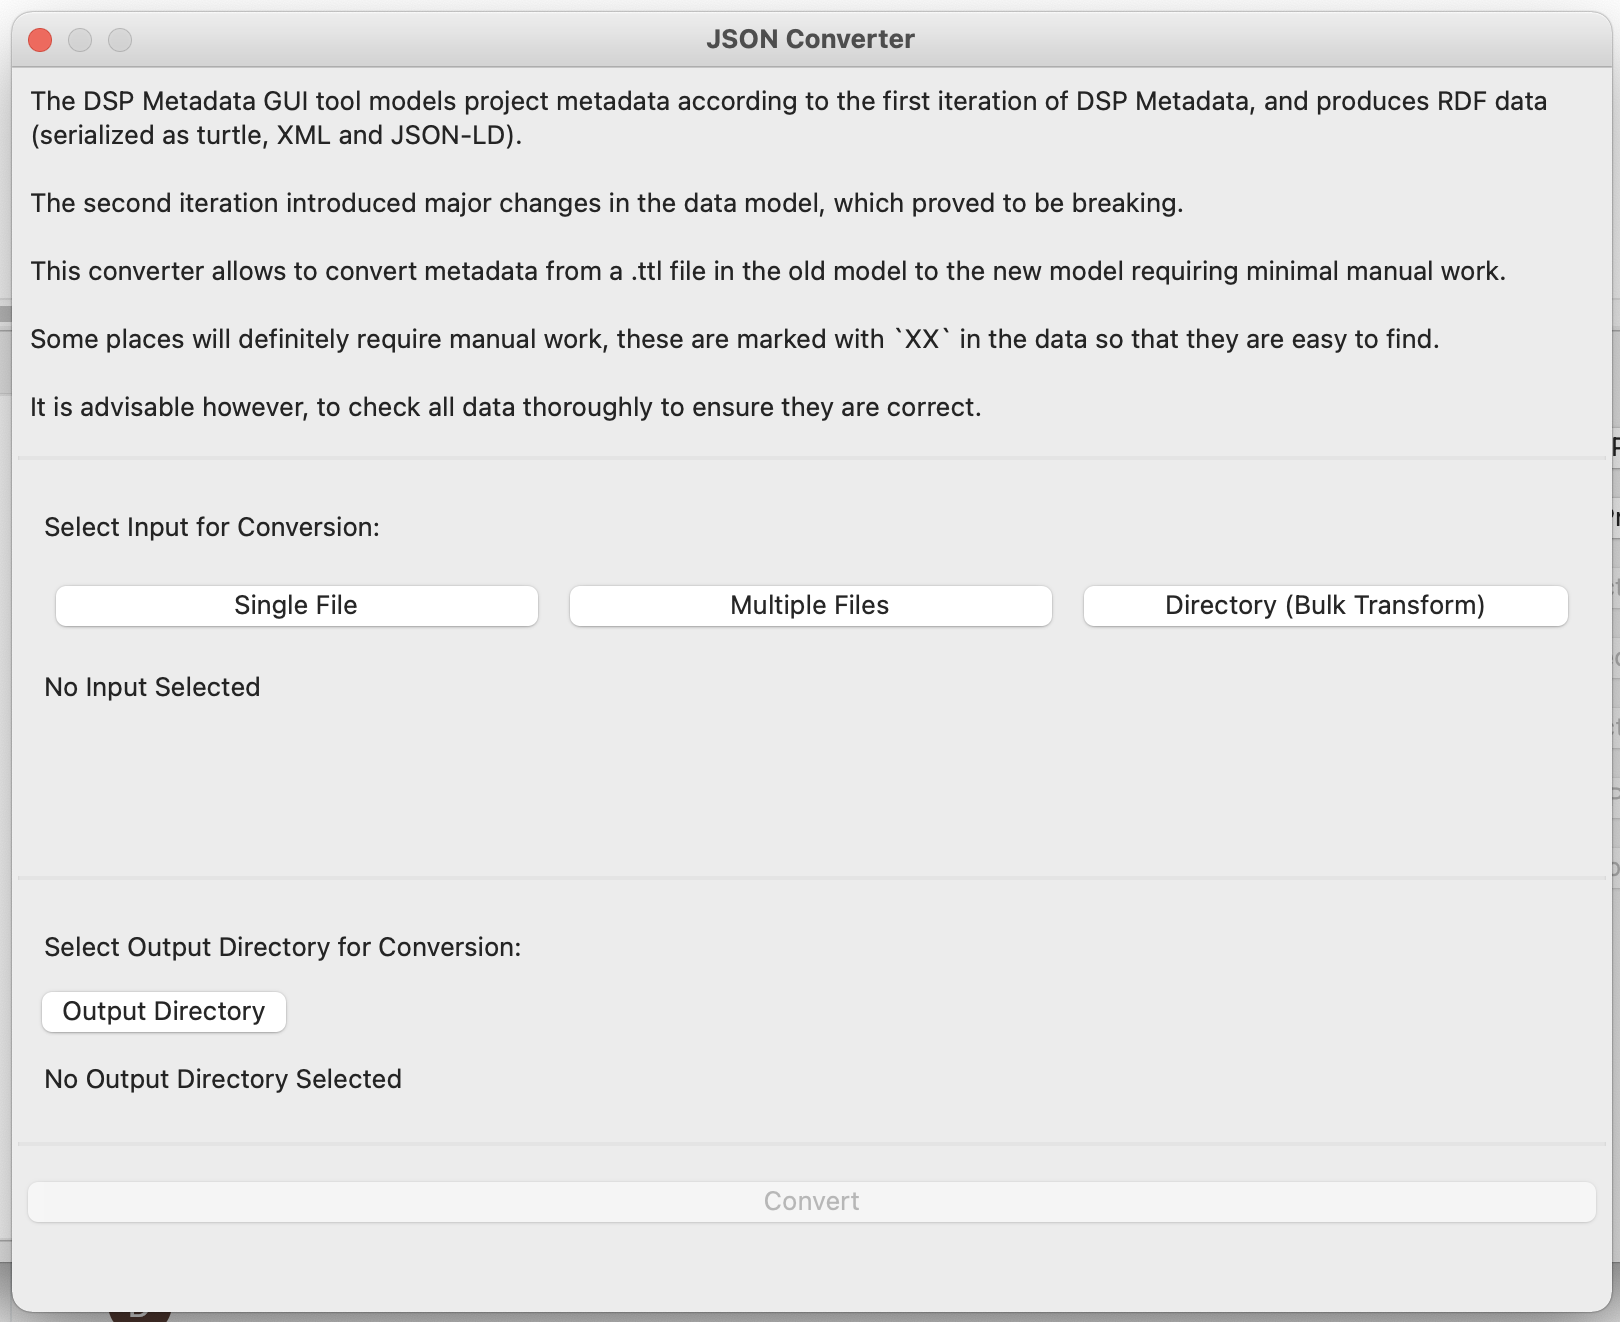 JSON Converter
The DSP Metadata GUI tool models project metadata according to the first iteration of DSP Metadata, and produces RDF data
(serialized as turtle, XML and JSON-LD).
The second iteration introduced major changes in the data model, which proved to be breaking.
This converter allows to convert metadata from a .ttl file in the old model to the new model requiring minimal manual work.
Some places will definitely require manual work, these are marked with `XX` in the data so that they are easy to find.
It is advisable however, to check all data thoroughly to ensure they are correct.
Select Input for Conversion:
Single File
Multiple Files
Directory (Bulk Transform)
No Input Selected
Select Output Directory for Conversion:
Output Directory
No Output Directory Selected
Convert